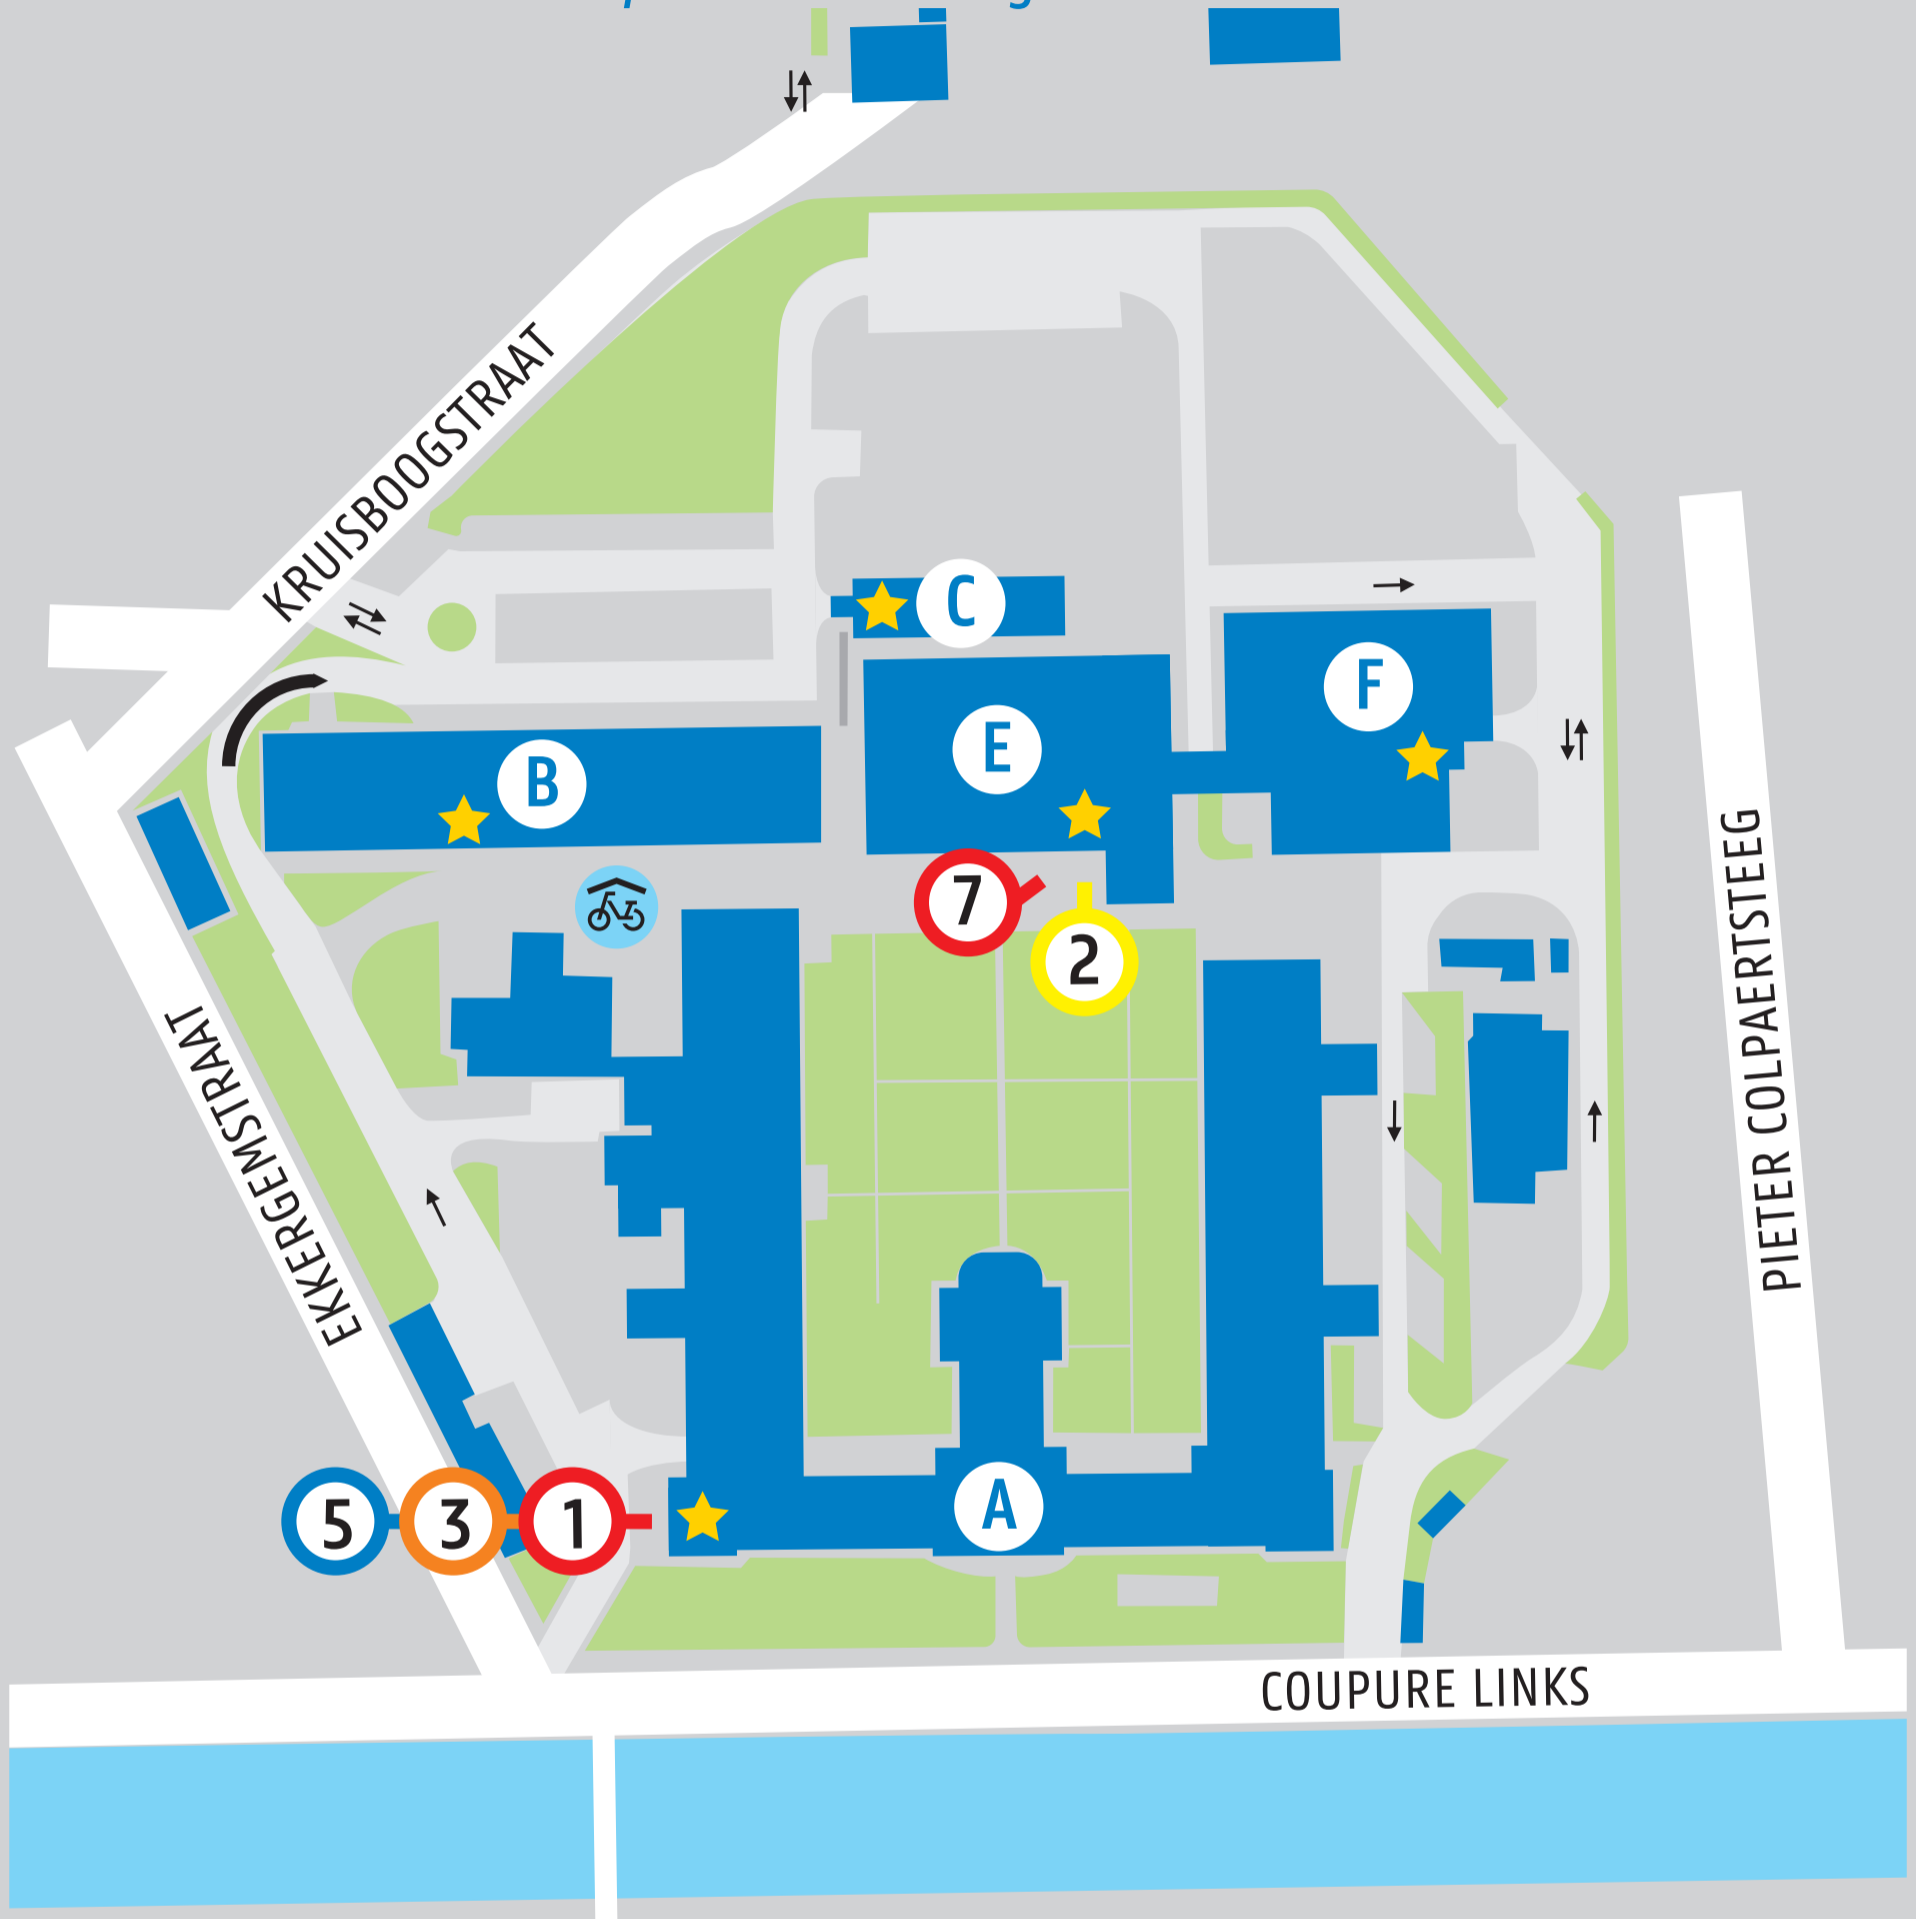 KRUISBOOGSTRAAT
C
F
E
B
7
2
EKKERGEMSTRAAT
PIETER COLPAERTSTEEG
5
3
1
A
COUPURE LINKS